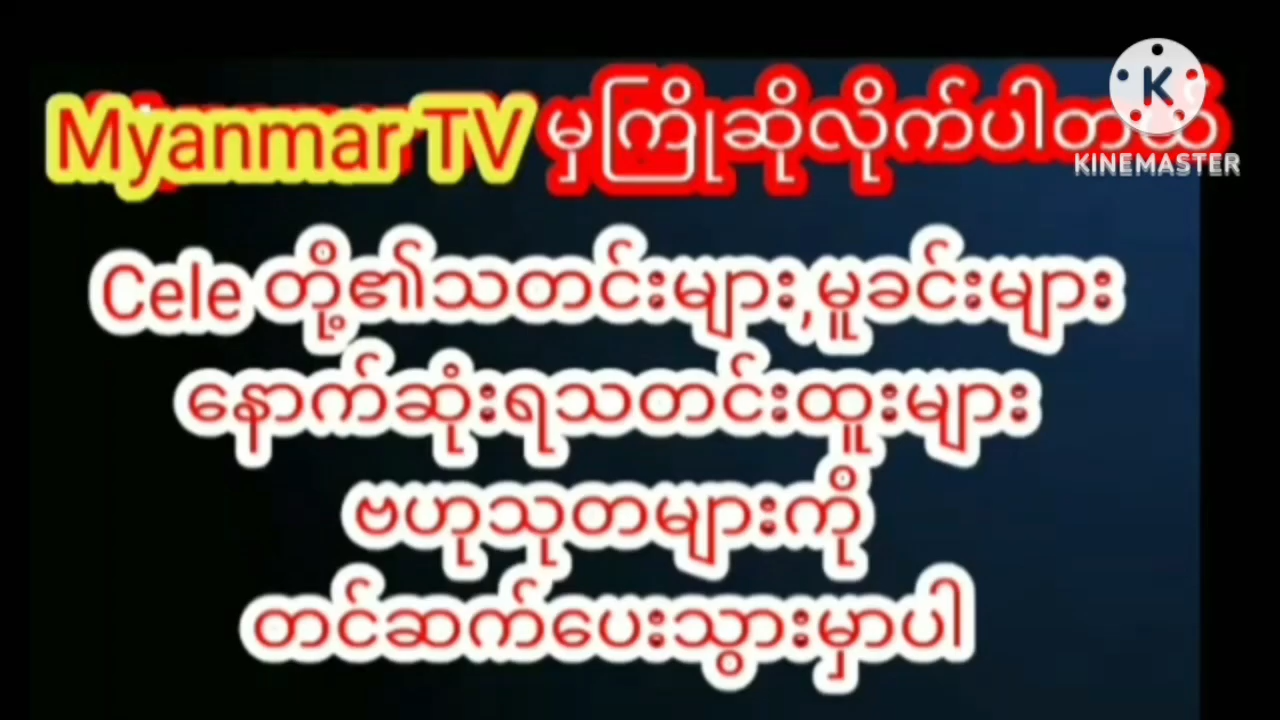 Myanmar TV မှကြိုဆိုလိုက်ပါတယ်
K
KINEMASTER
Cele တို့၏သတင်းများ,မူခင်းများ
နောက်ဆုံးရသတင်းထူးများ
ဗဟုသုတများကို
တင်ဆက်ပေးသွားမှာပါ